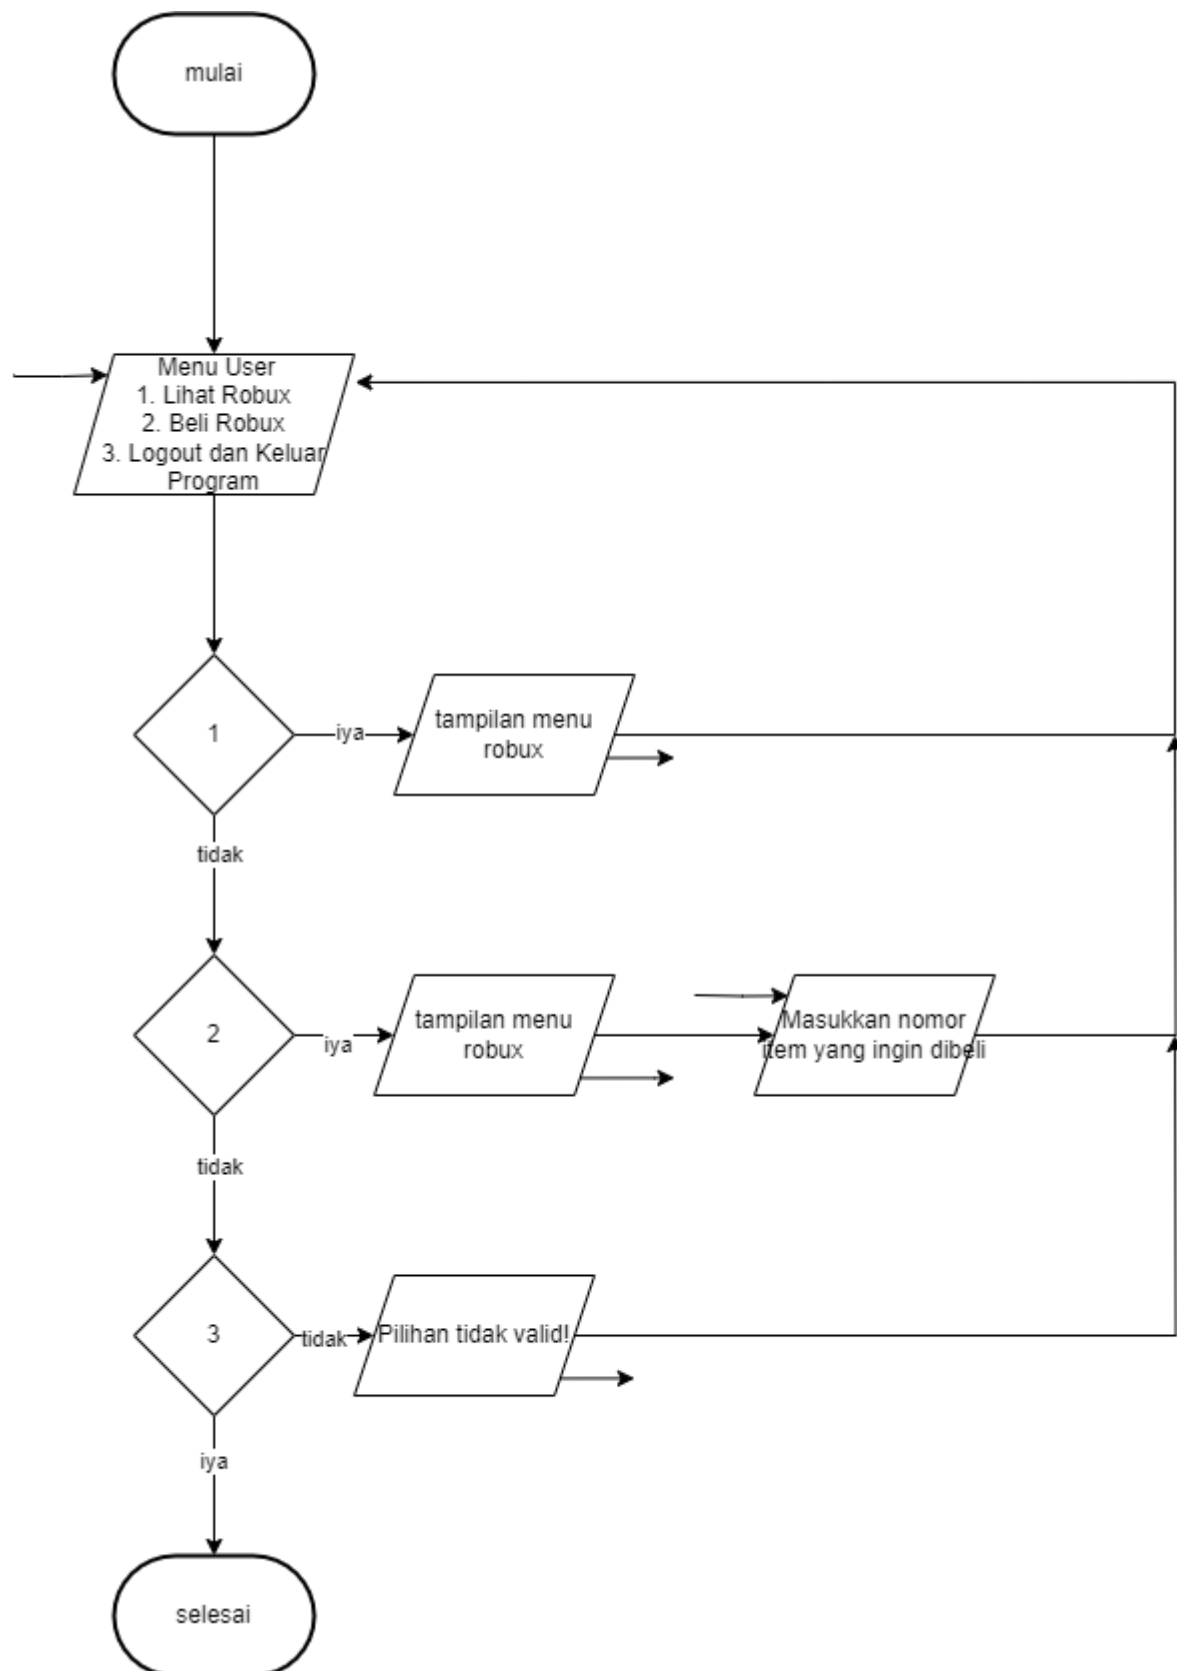 mulai
Menu User
1. Lihat Robux
2. Beli Robux
3. Logout dan Keluar
Program
1
iya
tampilan menu
robux
tidak
2
iya
tampilan menu
robux
Masukkan nomor
item yang ingin dibeli
tidak
3
tidak
Pilihan tidak valid!
iya
selesai